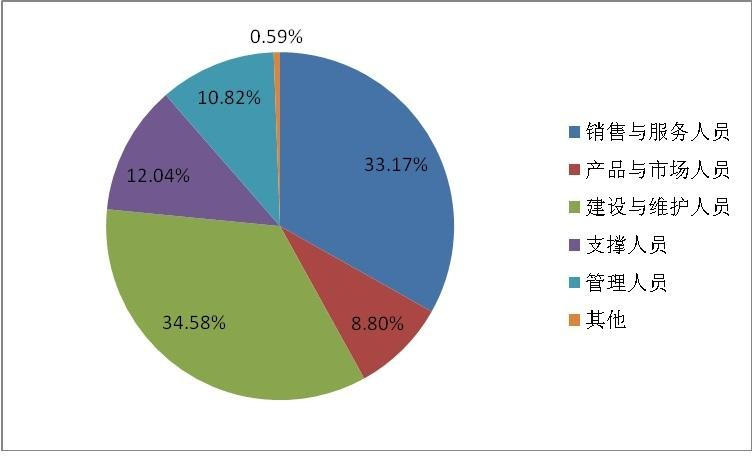 0.59%
10.82%
33.17%
12.04%
34.58%
8.80%
销售与服务人员
产品与市场人员
建设与维护人员
支撑人员
管理人员
其他